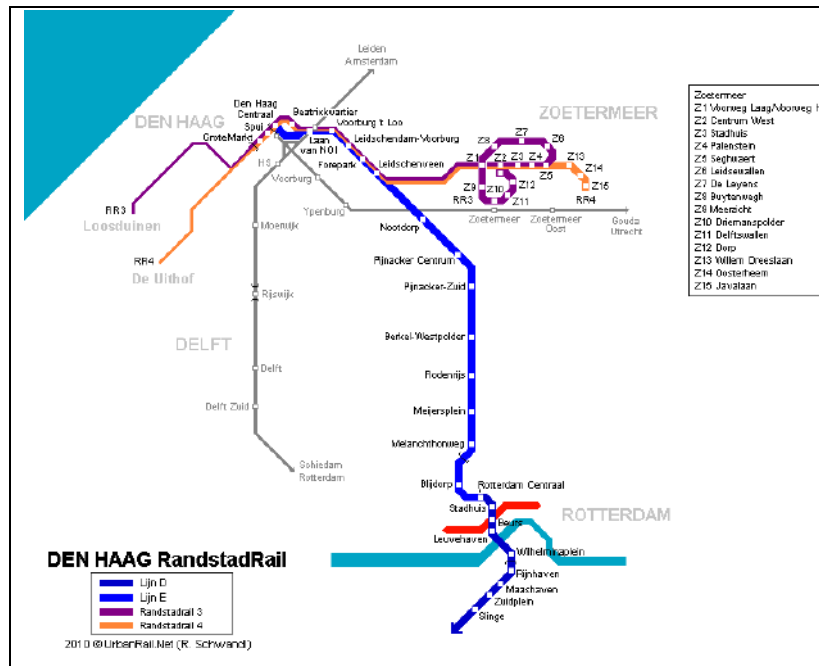 Leiden
Amsterdam
DEN HAAG
Den Haag
Centraal
Spui
GroteMarkt
Beatrixkwartier
Voorburg 't Loo
Laan
van NOI
Leidschendam-Voorburg
Forepark
Leidschenveen
HS
Voorburg
Ypenburg
ZOETERMEER
Z1
Z2
Z3
Z4
Z5
Z6
Z7
Z8
Z9
Z10
Z11
Z12
Z13
Z14
Z15
RR3
RR4
Zoetermeer
Zoetermeer
Oost
Gouda
Utrecht
RR3
Loosduinen
RR4
De Uithof
Moerwijk
Rijswijk
DELFT
Delft
Delft Zuid
Schiedam
Rotterdam
Nootdorp
Pijnacker Centrum
Pijnacker-Zuid
Berkel-Westpolder
Rodenrijs
Meijersplein
Melanchthonweg
Blijdorp
Rotterdam Centraal
Stadhuis
Beurs
Leuvehaven
ROTTERDAM
Wilhelminaplein
Rijnhaven
Maashaven
Zuidplein
Slinge
Zoetermeer
Z1 Voorweg Laag/Voorweg H
Z2 Centrum West
Z3 Stadhuis
Z4 Palenstein
Z5 Seghwaert
Z6 Leidsewallen
Z7 De Leyens
Z8 Buytenwegh
Z9 Meerzicht
Z10 Driemanspolder
Z11 Delftswallen
Z12 Dorp
Z13 Willem Dreeslaan
Z14 Oosterheem
Z15 Javalaan
DEN HAAG RandstadRail
Lijn D
Lijn E
Randstadrail 3
Randstadrail 4
2010 © UrbanRail.Net (R. Schwandl)